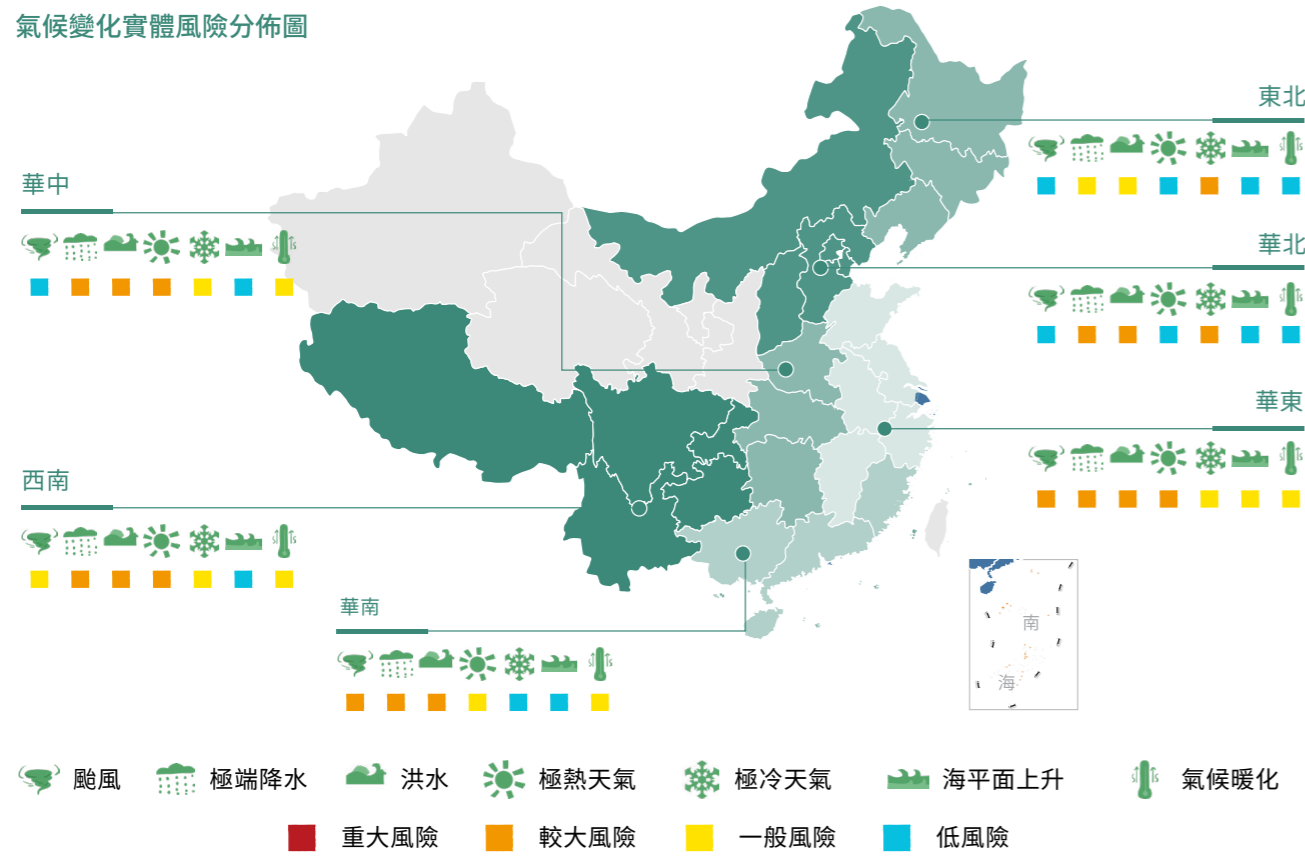 氣候變化實體風險分佈圖
東北
華中
華北
華東
西南
華南
南
海
颱風 極端降水 洪水 極熱天氣 極冷天氣 海平面上升 氣候暖化
重大風險 較大風險 一般風險 低風險